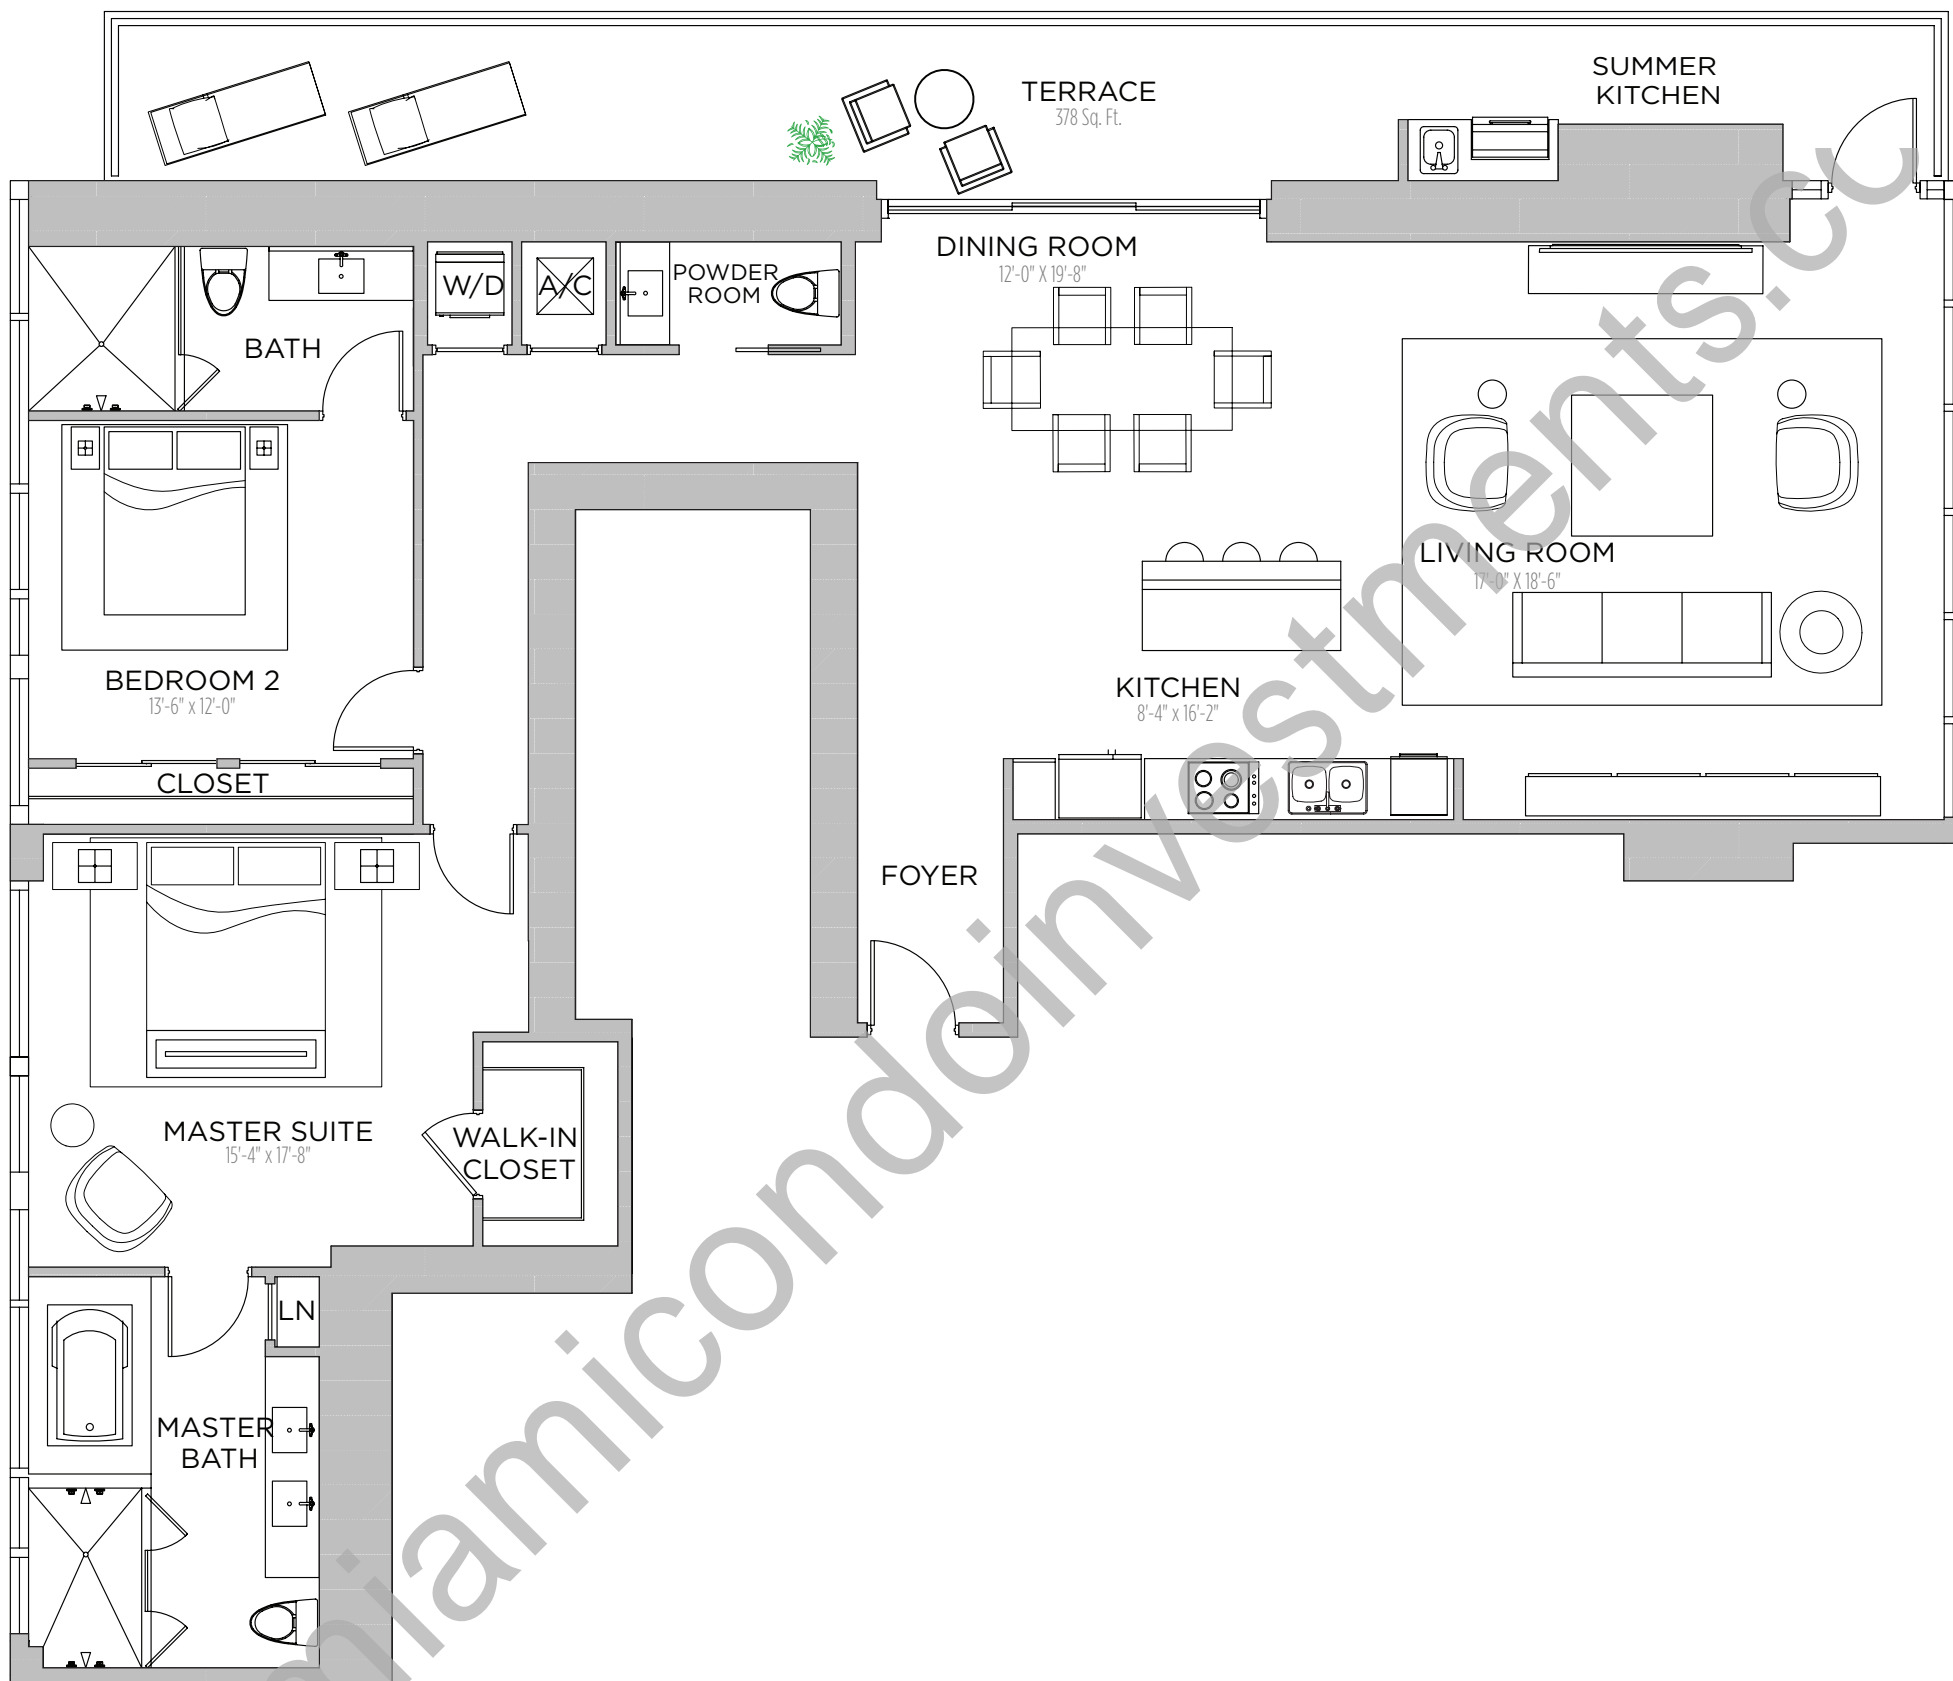 SUMMER
KITCHEN
TERRACE
378 Sq. Ft.
DINING ROOM
12'-0" X 19'-8"
W/D
A/C
POWDER
ROOM
BATH
LIVING ROOM
17'-0" X 18'-6"
BEDROOM 2
13'-6" x 12'-0"
KITCHEN
8'-4" x 16'-2"
CLOSET
FOYER
MASTER SUITE
15'-4" x 17'-8"
WALK-IN
CLOSET
LN
MASTER
BATH
miamicondoinvestments.co